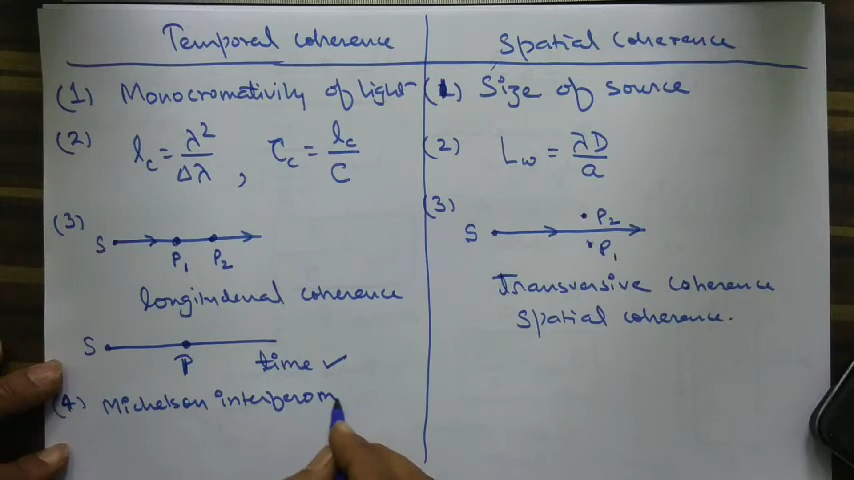 Temporal coherence
(1) Monocromativity of light
(2) lc = λ²/Δλ , τc = lc/C
(3)
S P₁ P₂
longitudenal coherence
S P time ✓
(4) Michelson interferom
Spatial Coherence
(1) Size of source
(2) Lw = λD/a
(3)
S P₂ P₁
Transversive coherence
Spatial coherence.